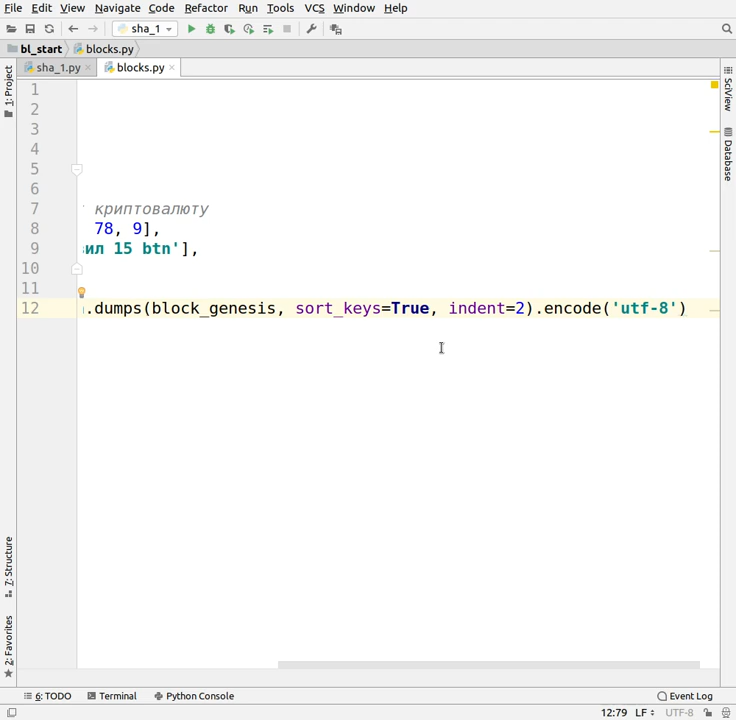 File Edit View Navigate Code Refactor Run Tools VCS Window Help
sha_1
bl_start blocks.py
sha_1.py blocks.py
1: Project
SciView
Database
1
2
3
4
5
6
7 криптовалюту
8 78, 9],
9 ил 15 btn'],
10
11
12 .dumps(block_genesis, sort_keys=True, indent=2).encode('utf-8')
7: Structure
2: Favorites
6: TODO Terminal Python Console Event Log
12:79 LF UTF-8